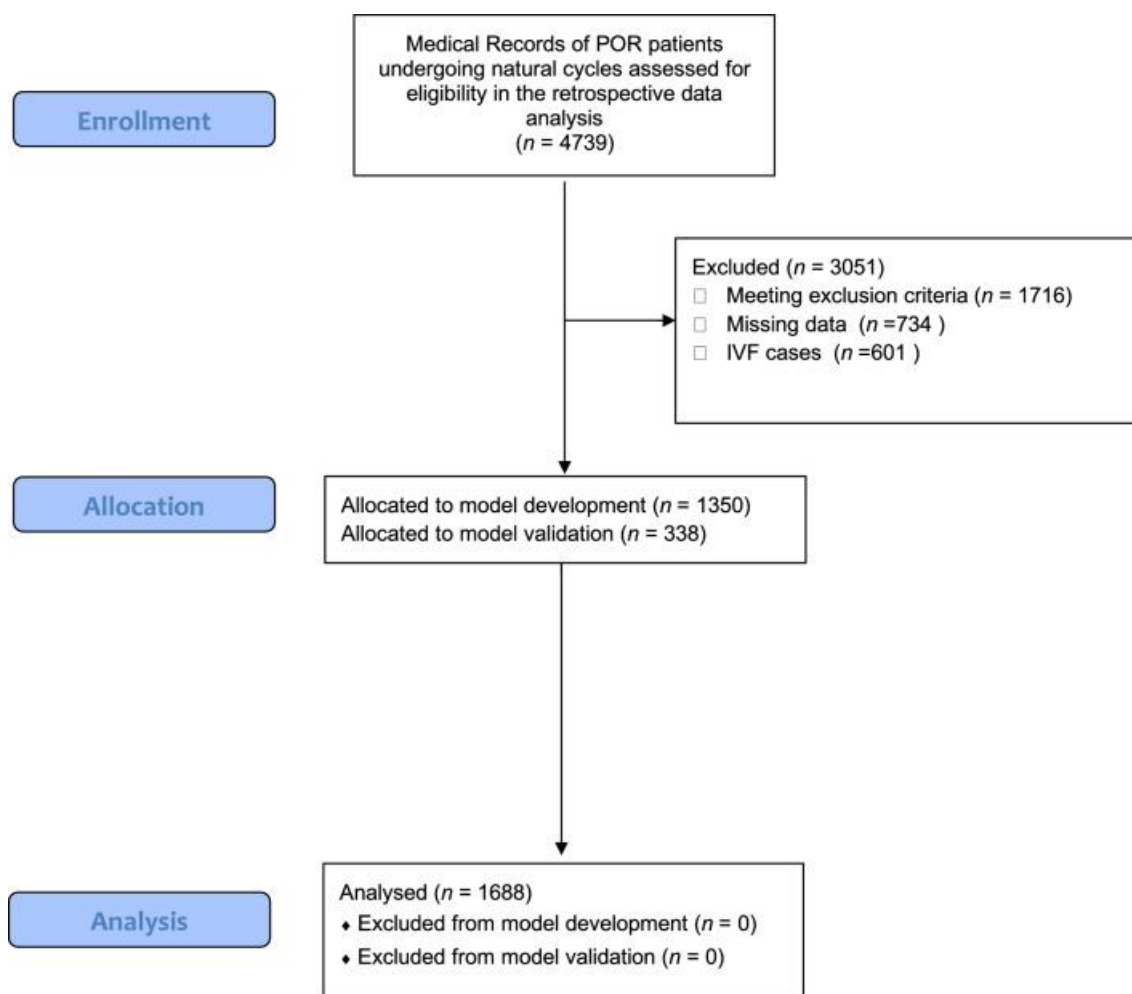 Enrollment
Medical Records of POR patients
undergoing natural cycles assessed for
eligibility in the retrospective data
analysis
(n = 4739)
Excluded (n = 3051)
Meeting exclusion criteria (n = 1716)
Missing data (n =734 )
IVF cases (n =601 )
Allocation
Allocated to model development (n = 1350)
Allocated to model validation (n = 338)
Analysis
Analysed (n = 1688)
⬧ Excluded from model development (n = 0)
⬧ Excluded from model validation (n = 0)